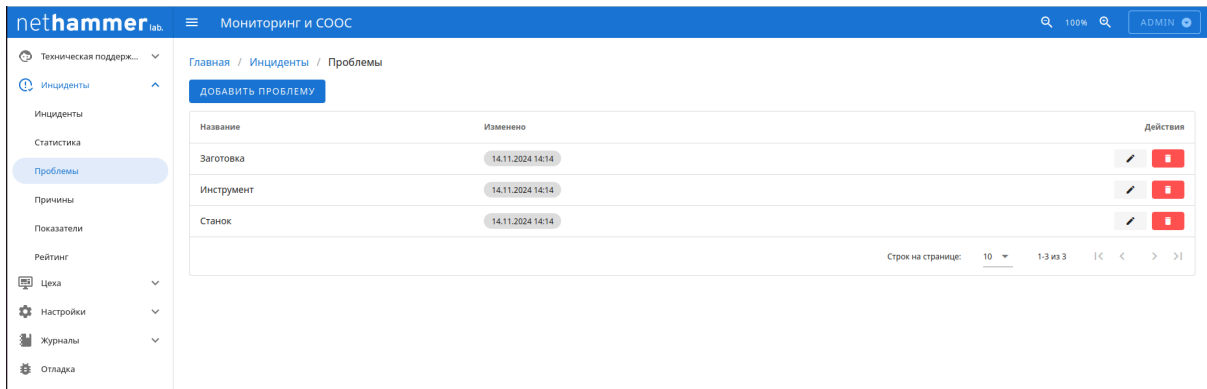 nethammer lab.
Мониторинг и СООС
100%
ADMIN
Техническая поддерж...
Инциденты
Инциденты
Статистика
Проблемы
Причины
Показатели
Рейтинг
Цеха
Настройки
Журналы
Отладка
Главная / Инциденты / Проблемы
ДОБАВИТЬ ПРОБЛЕМУ
Название Изменено Действия
Заготовка 14.11.2024 14:14
Инструмент 14.11.2024 14:14
Станок 14.11.2024 14:14
Строк на странице: 10 1-3 из 3